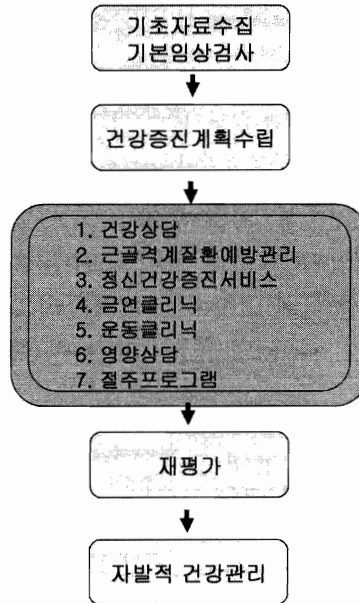 기초자료수집
기본임상검사
건강증진계획수립
1. 건강상담
2. 근골격계질환예방관리
3. 정신건강증진서비스
4. 금연클리닉
5. 운동클리닉
6. 영양상담
7. 절주프로그램
재평가
자발적 건강관리